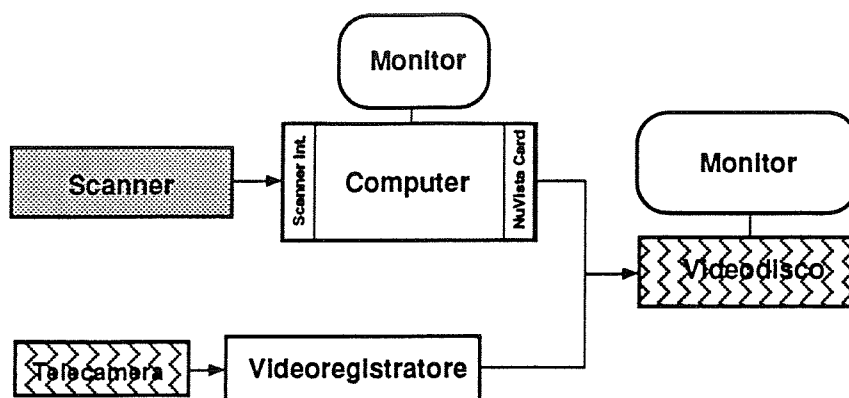 Monitor
Scanner
Scanner Int.
Computer
NuVista Card
Monitor
Videodisco
Telecamera
Videoregistratore